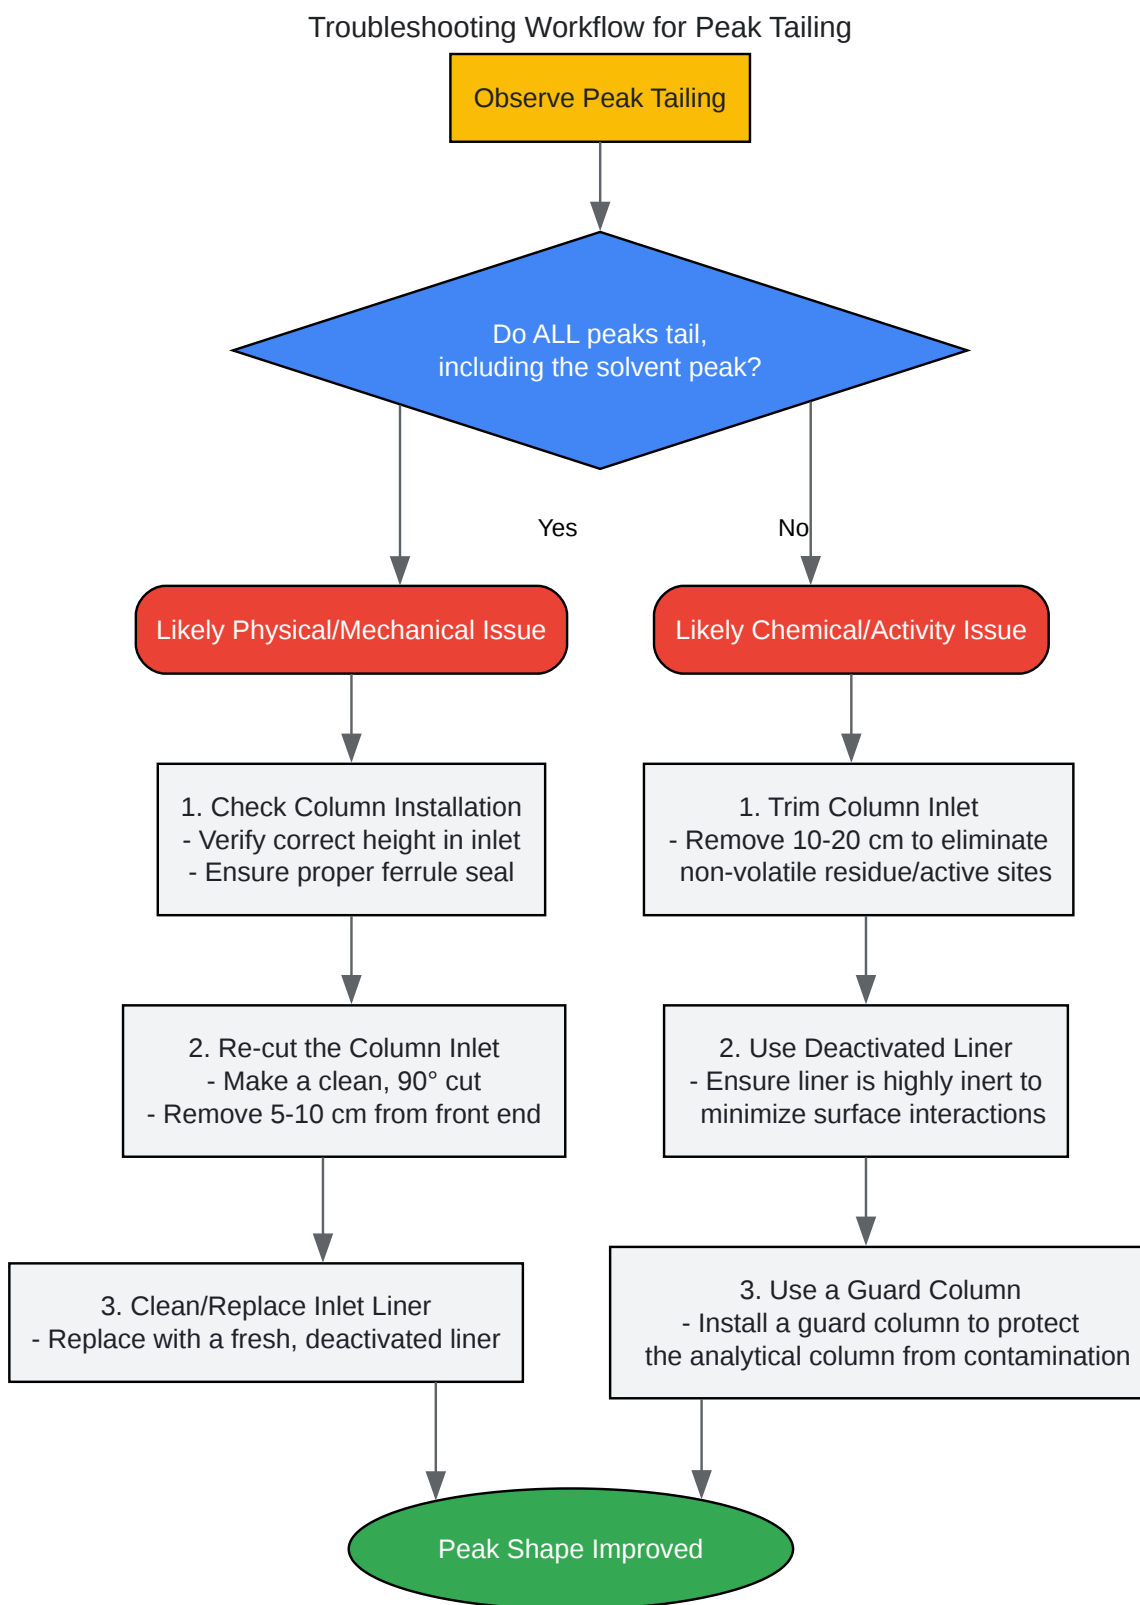 Troubleshooting Workflow for Peak Tailing
Observe Peak Tailing
Do ALL peaks tail,
including the solvent peak?
Yes
No
Likely Physical/Mechanical Issue
Likely Chemical/Activity Issue
1. Check Column Installation
- Verify correct height in inlet
- Ensure proper ferrule seal
1. Trim Column Inlet
- Remove 10-20 cm to eliminate
non-volatile residue/active sites
2. Re-cut the Column Inlet
- Make a clean, 90° cut
- Remove 5-10 cm from front end
2. Use Deactivated Liner
- Ensure liner is highly inert to
minimize surface interactions
3. Clean/Replace Inlet Liner
- Replace with a fresh, deactivated liner
3. Use a Guard Column
- Install a guard column to protect
the analytical column from contamination
Peak Shape Improved